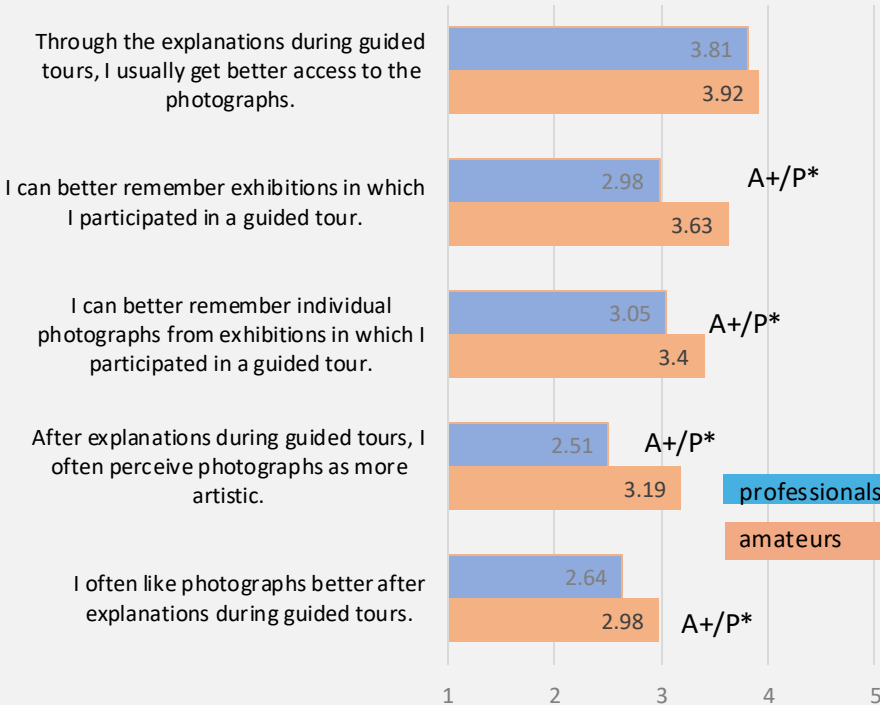 Through the explanations during guided
tours, I usually get better access to the
photographs.
3.81
3.92
I can better remember exhibitions in which
I participated in a guided tour.
2.98
3.63
A+/P*
I can better remember individual
photographs from exhibitions in which I
participated in a guided tour.
3.05
3.4
A+/P*
After explanations during guided tours, I
often perceive photographs as more
artistic.
2.51
3.19
A+/P*
professionals
amateurs
I often like photographs better after
explanations during guided tours.
2.64
2.98
A+/P*
1 2 3 4 5